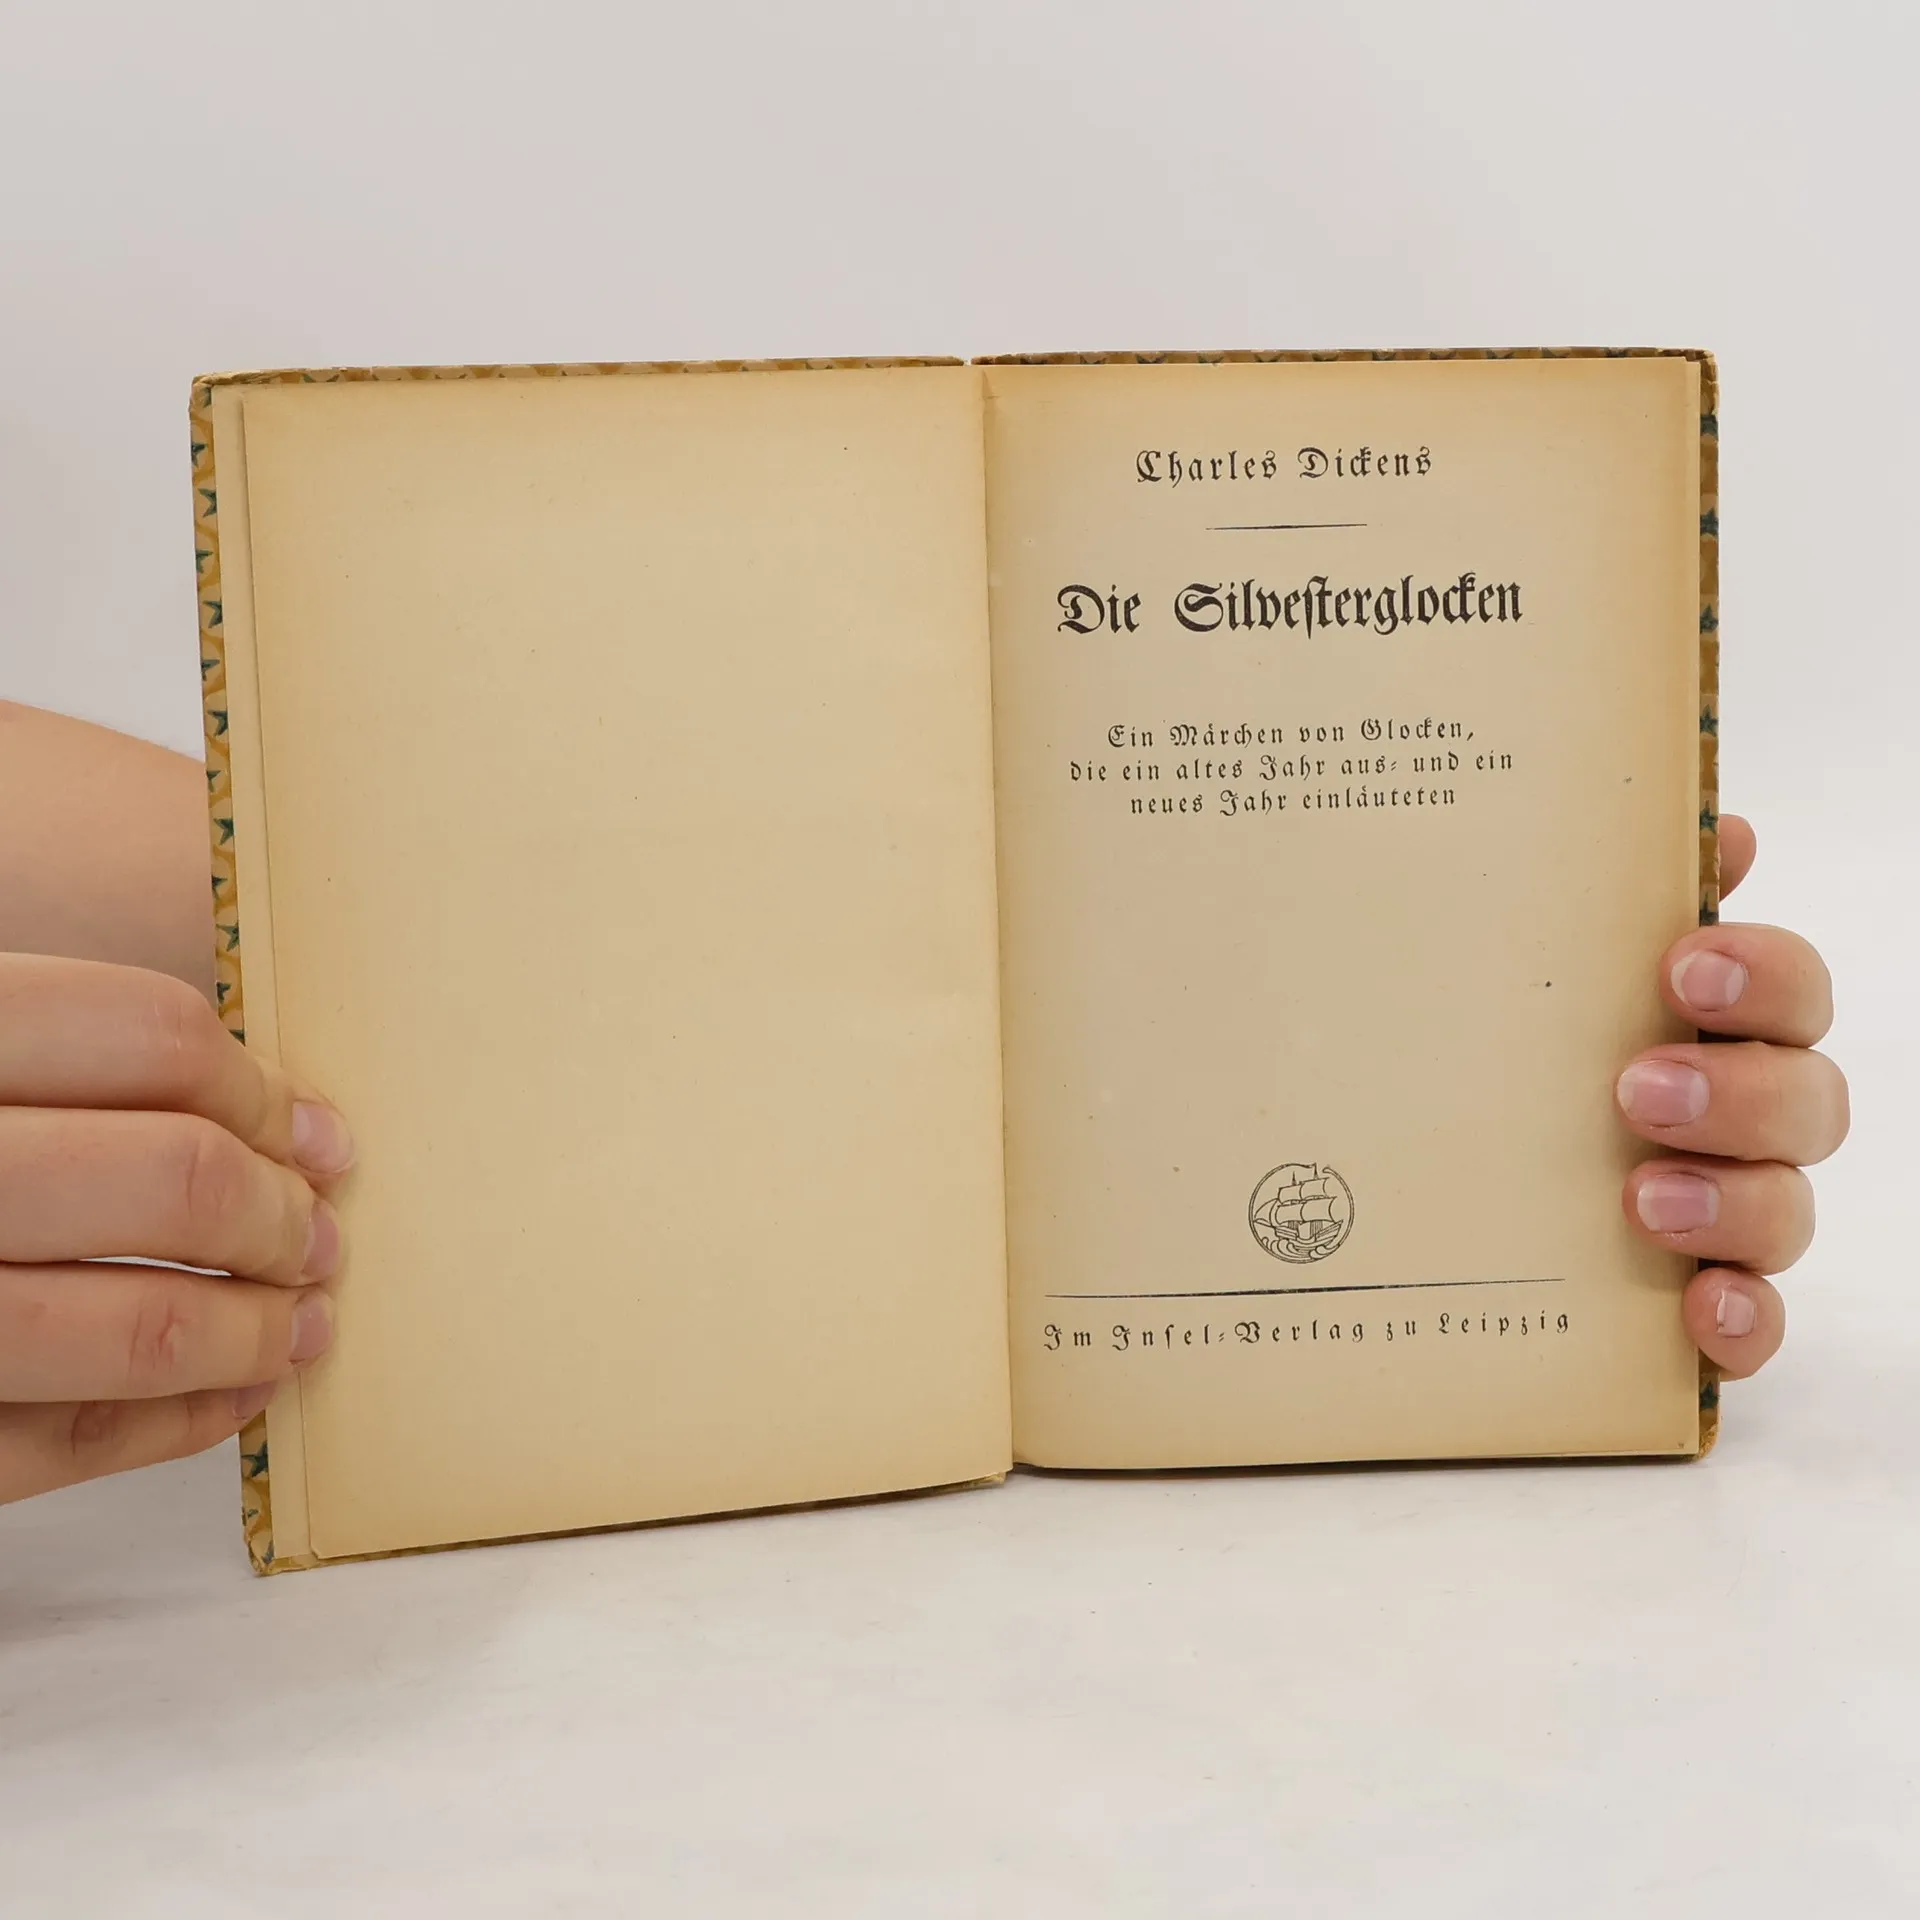 Charles Dickens
Die Silveſterglocken
Ein Märchen von Glocken,
die ein altes Jahr aus- und ein
neues Jahr einläuteten
Im Inſel-Verlag zu Leipzig